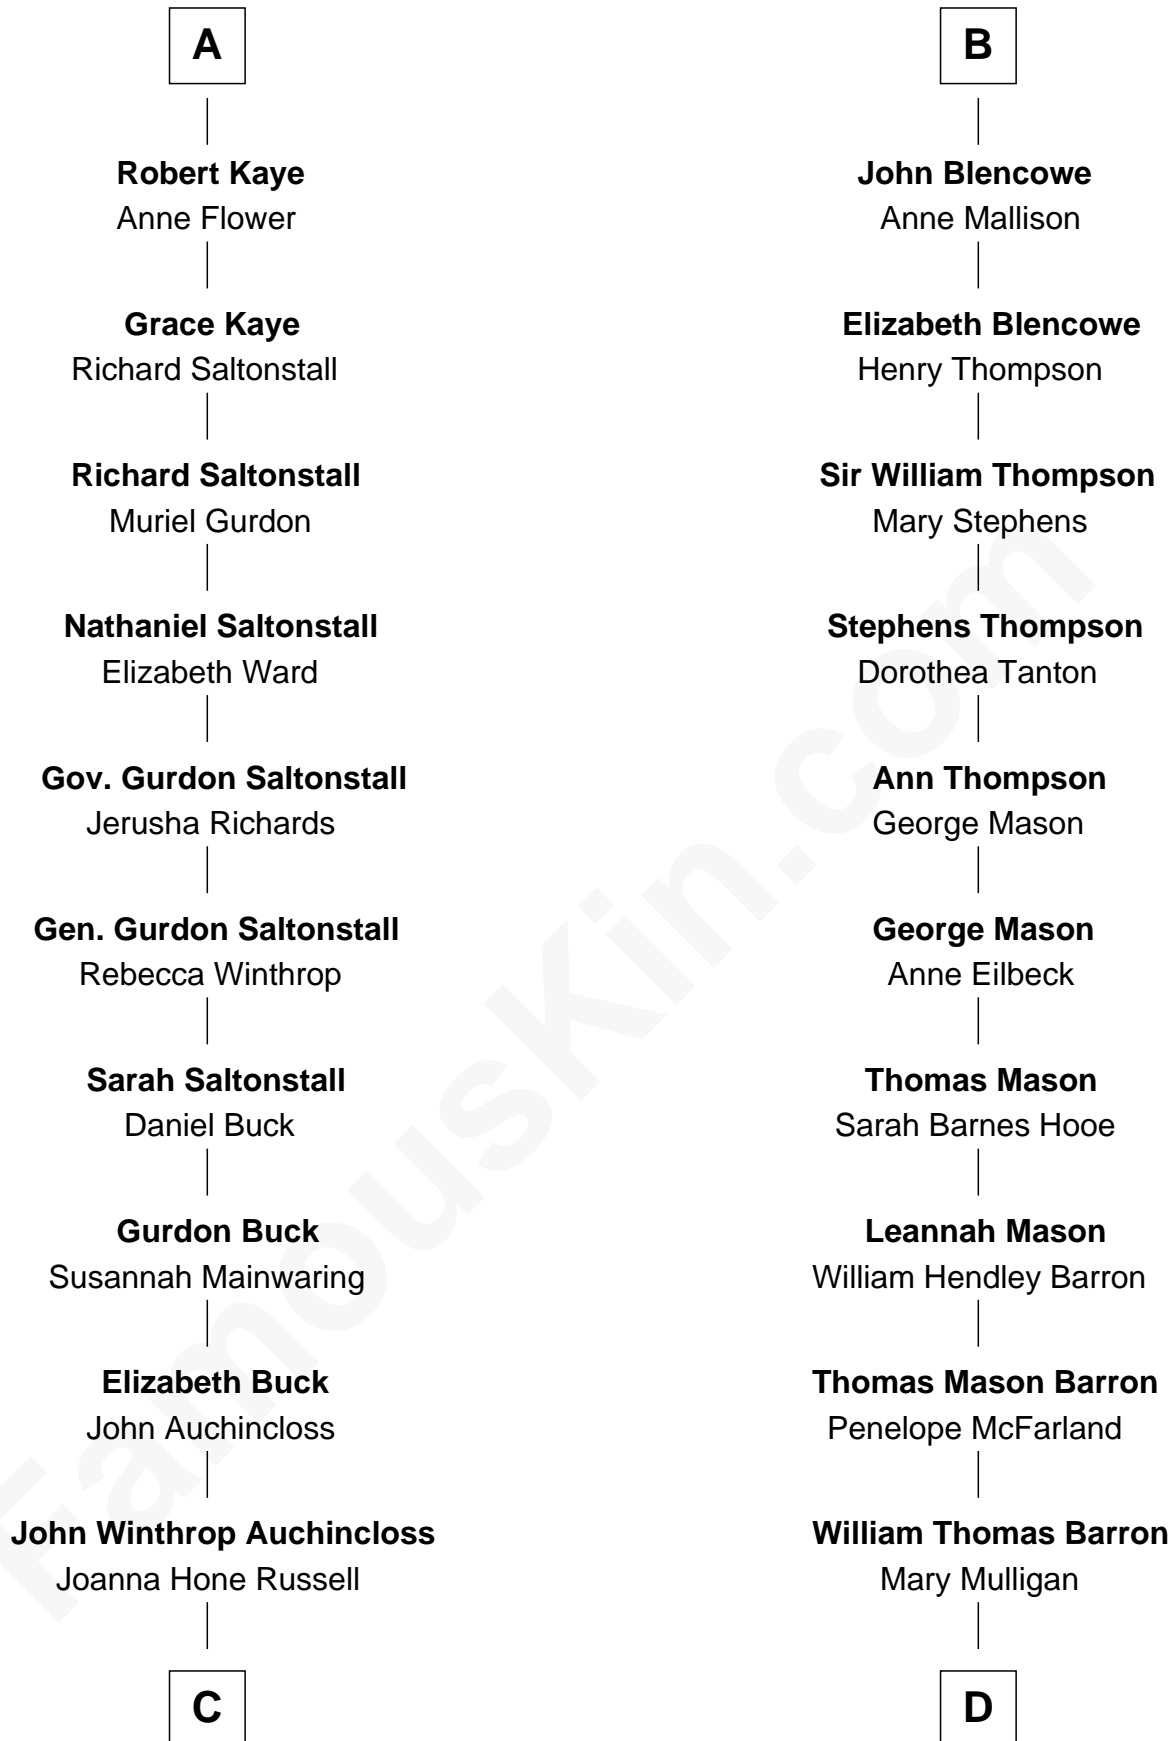 A
Robert Kaye
Anne Flower
Grace Kaye
Richard Saltonstall
Richard Saltonstall
Muriel Gurdon
Nathaniel Saltonstall
Elizabeth Ward
Gov. Gurdon Saltonstall
Jerusha Richards
Gen. Gurdon Saltonstall
Rebecca Winthrop
Sarah Saltonstall
Daniel Buck
Gurdon Buck
Susannah Mainwaring
Elizabeth Buck
John Auchincloss
John Winthrop Auchincloss
Joanna Hone Russell
C
B
John Blencowe
Anne Mallison
Elizabeth Blencowe
Henry Thompson
Sir William Thompson
Mary Stephens
Stephens Thompson
Dorothea Tanton
Ann Thompson
George Mason
George Mason
Anne Eilbeck
Thomas Mason
Sarah Barnes Hooe
Leannah Mason
William Hendley Barron
Thomas Mason Barron
Penelope McFarland
William Thomas Barron
Mary Mulligan
D
FamousKin.com